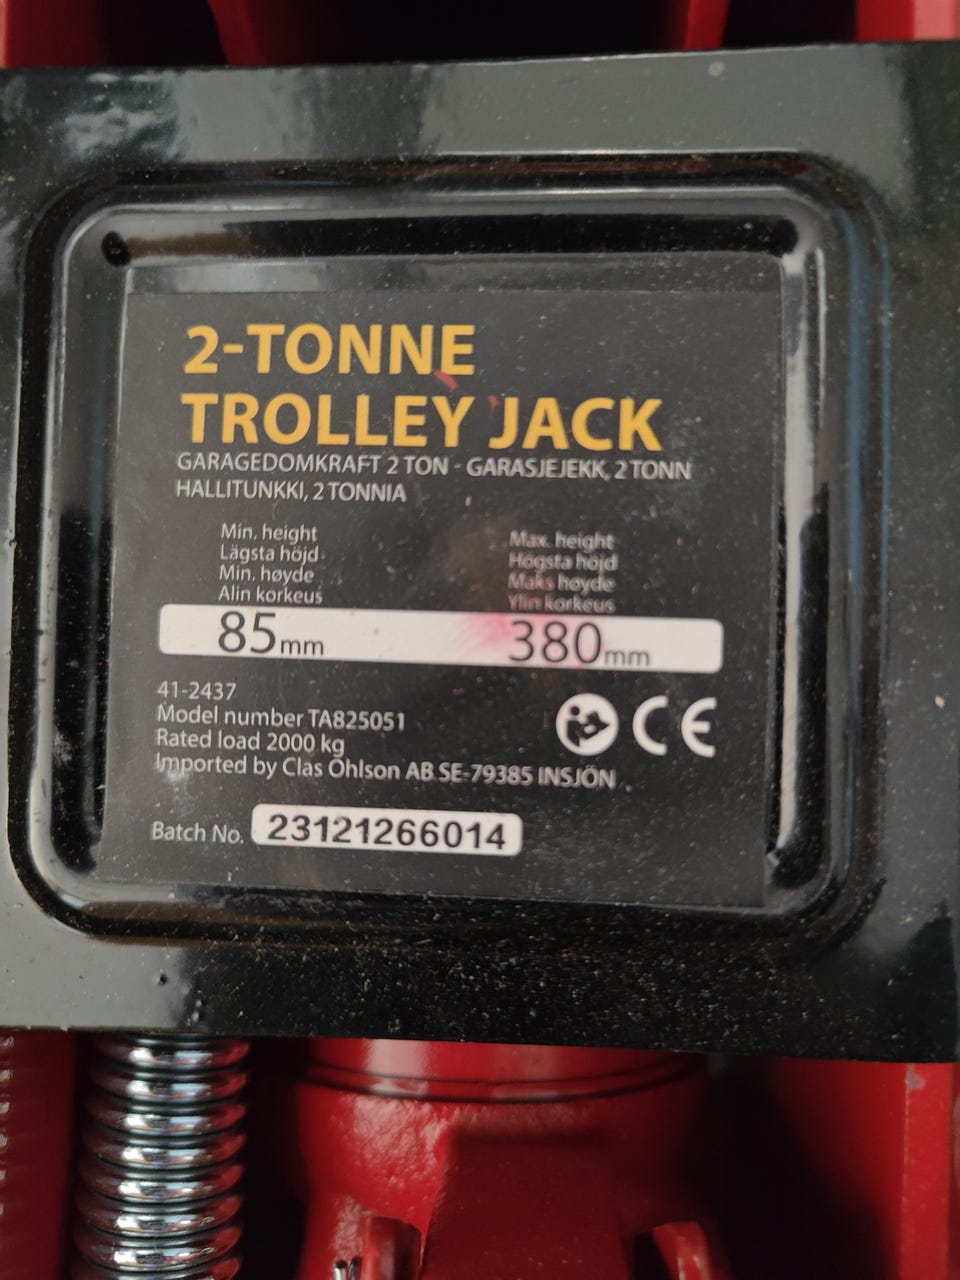 2-TONNE
TROLLEY JACK
GARAGEDOMKRAFT 2 TON - GARASJEJEKK, 2 TONN
HALLITUNKKI, 2 TONNIA
Min. height
Lägsta höjd
Min. høyde
Alin korkeus
85mm
Max. height
Högsta höjd
Maks høyde
Ylin korkeus
380mm
41-2437
Model number TA825051
Rated load 2000 kg
Imported by Clas Ohlson AB SE-79385 INSJÖN
CE
Batch No. 23121266014